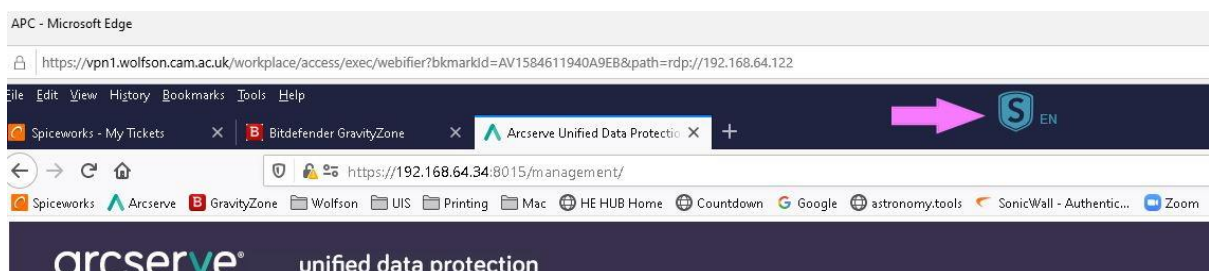 APC - Microsoft Edge
https://vpn1.wolfson.cam.ac.uk/workplace/access/exec/webifier?bkmarkId=AV1584611940A9EB&path=rdp://192.168.64.122
File Edit View History Bookmarks Tools Help
S EN
Spiceworks - My Tickets B Bitdefender GravityZone Arcserve Unified Data Protectio
https://192.168.64.34:8015/management/
Spiceworks Arcserve B GravityZone Wolfson UIS Printing Mac HE HUB Home Countdown G Google astronomy.tools SonicWall - Authentic... Zoom
arcserve® unified data protection